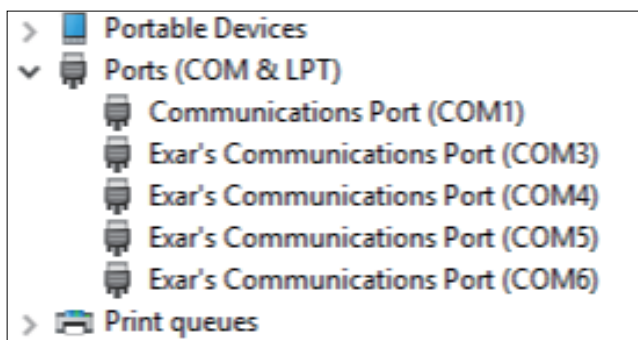 Portable Devices
Ports (COM & LPT)
Communications Port (COM1)
Exar's Communications Port (COM3)
Exar's Communications Port (COM4)
Exar's Communications Port (COM5)
Exar's Communications Port (COM6)
Print queues